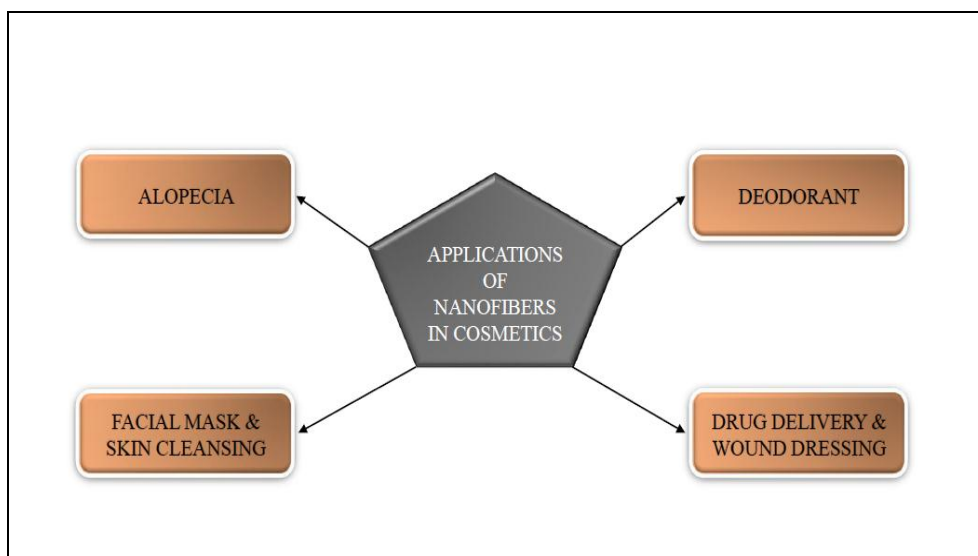 ALOPECIA
DEODORANT
APPLICATIONS
OF
NANOFIBERS
IN COSMETICS
FACIAL MASK &
SKIN CLEANSING
DRUG DELIVERY &
WOUND DRESSING